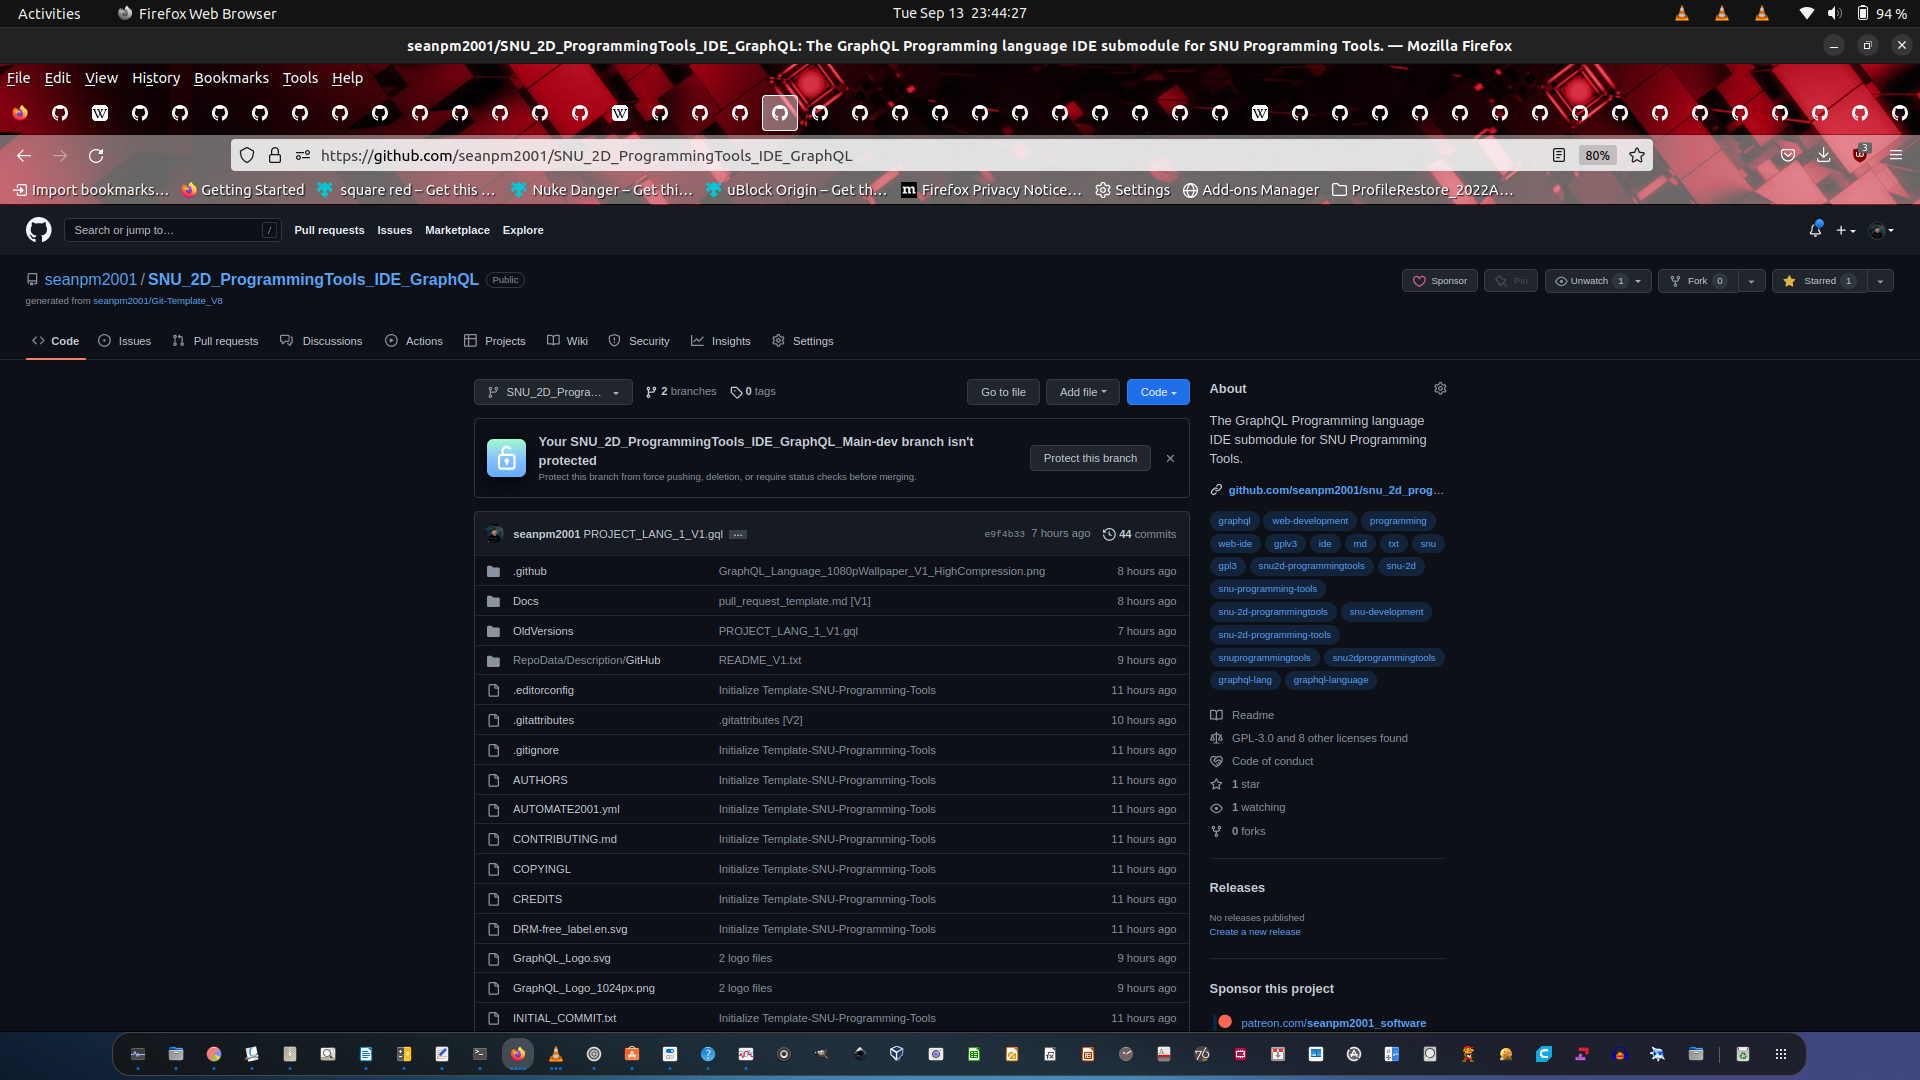 Activities
Firefox Web Browser
Tue Sep 13 23:44:27
94 %
seanpm2001/SNU_2D_ProgrammingTools_IDE_GraphQL: The GraphQL Programming language IDE submodule for SNU Programming Tools. — Mozilla Firefox
File Edit View History Bookmarks Tools Help
https://github.com/seanpm2001/SNU_2D_ProgrammingTools_IDE_GraphQL
80%
3
Import bookmarks… Getting Started square red – Get this … Nuke Danger – Get thi… uBlock Origin – Get th… Firefox Privacy Notice… Settings Add-ons Manager ProfileRestore_2022A…
Search or jump to… /
Pull requests Issues Marketplace Explore
seanpm2001 / SNU_2D_ProgrammingTools_IDE_GraphQL Public
generated from seanpm2001/Git-Template_V8
Sponsor Pin Unwatch 1 Fork 0 Starred 1
Code Issues Pull requests Discussions Actions Projects Wiki Security Insights Settings
SNU_2D_Progra… 2 branches 0 tags
Go to file Add file Code
Your SNU_2D_ProgrammingTools_IDE_GraphQL_Main-dev branch isn't
protected
Protect this branch from force pushing, deletion, or require status checks before merging.
Protect this branch
seanpm2001 PROJECT_LANG_1_V1.gql … e9f4b33 7 hours ago 44 commits
.github GraphQL_Language_1080pWallpaper_V1_HighCompression.png 8 hours ago
Docs pull_request_template.md [V1] 8 hours ago
OldVersions PROJECT_LANG_1_V1.gql 7 hours ago
RepoData/Description/GitHub README_V1.txt 9 hours ago
.editorconfig Initialize Template-SNU-Programming-Tools 11 hours ago
.gitattributes .gitattributes [V2] 10 hours ago
.gitignore Initialize Template-SNU-Programming-Tools 11 hours ago
AUTHORS Initialize Template-SNU-Programming-Tools 11 hours ago
AUTOMATE2001.yml Initialize Template-SNU-Programming-Tools 11 hours ago
CONTRIBUTING.md Initialize Template-SNU-Programming-Tools 11 hours ago
COPYINGL Initialize Template-SNU-Programming-Tools 11 hours ago
CREDITS Initialize Template-SNU-Programming-Tools 11 hours ago
DRM-free_label.en.svg Initialize Template-SNU-Programming-Tools 11 hours ago
GraphQL_Logo.svg 2 logo files 9 hours ago
GraphQL_Logo_1024px.png 2 logo files 9 hours ago
INITIAL_COMMIT.txt Initialize Template-SNU-Programming-Tools 11 hours ago
About
The GraphQL Programming language
IDE submodule for SNU Programming
Tools.
github.com/seanpm2001/snu_2d_prog…
graphql web-development programming
web-ide gplv3 ide md txt snu
gpl3 snu2d-programmingtools snu-2d
snu-programming-tools
snu-2d-programmingtools snu-development
snu-2d-programming-tools
snuprogrammingtools snu2dprogrammingtools
graphql-lang graphql-language
Readme
GPL-3.0 and 8 other licenses found
Code of conduct
1 star
1 watching
0 forks
Releases
No releases published
Create a new release
Sponsor this project
patreon.com/seanpm2001_software